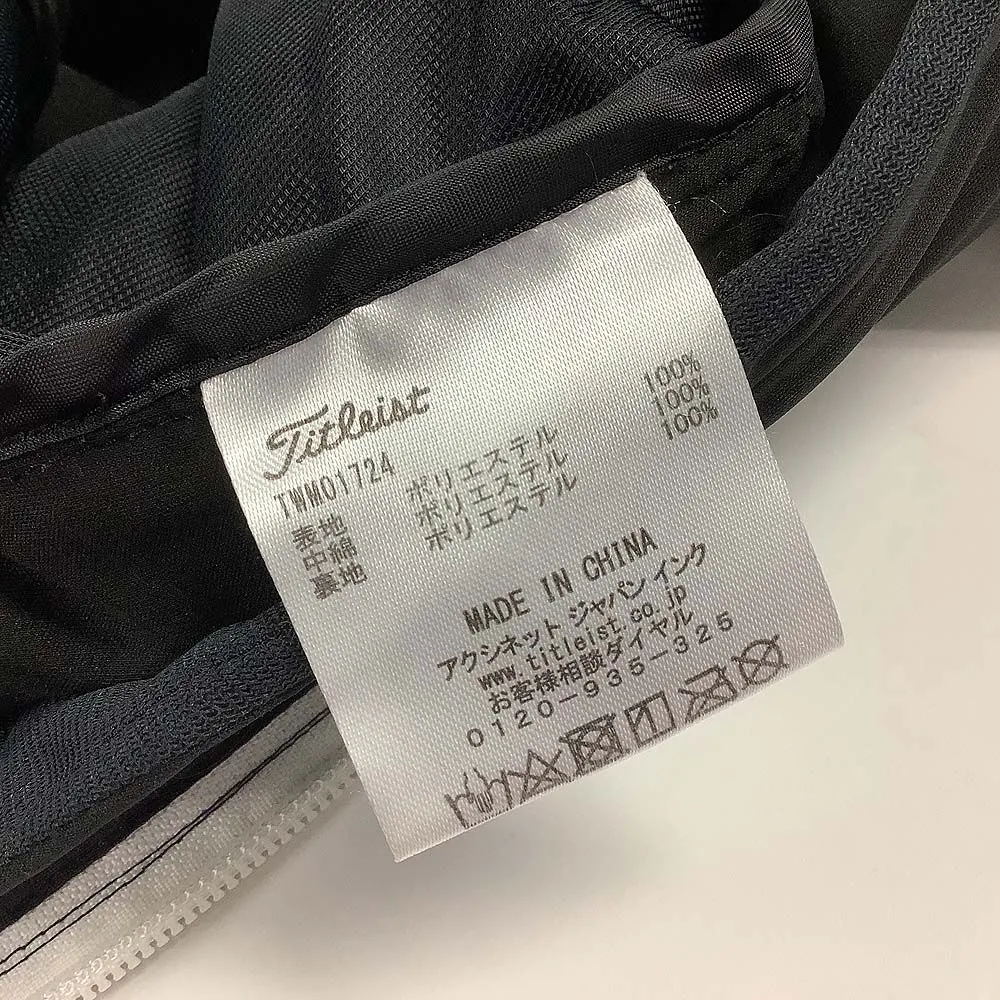 Titleist
TWMO1724
表地 ポリエステル 100%
中綿 ポリエステル 100%
裏地 ポリエステル 100%
MADE IN CHINA
アクシネット ジャパン インク
www.titleist.co.jp
お客様相談ダイヤル
0120-935-325